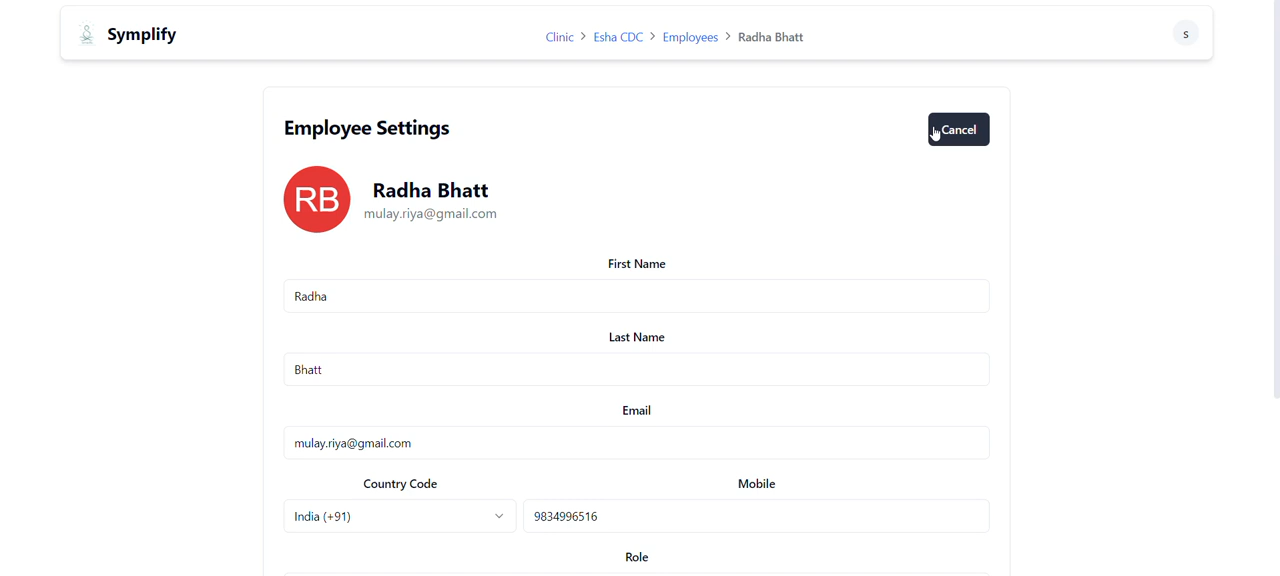 Symplify
Clinic > Esha CDC > Employees > Radha Bhatt
s
Employee Settings
Cancel
RB
Radha Bhatt
mulay.riya@gmail.com
First Name
Radha
Last Name
Bhatt
Email
mulay.riya@gmail.com
Country Code
Mobile
India (+91)
9834996516
Role